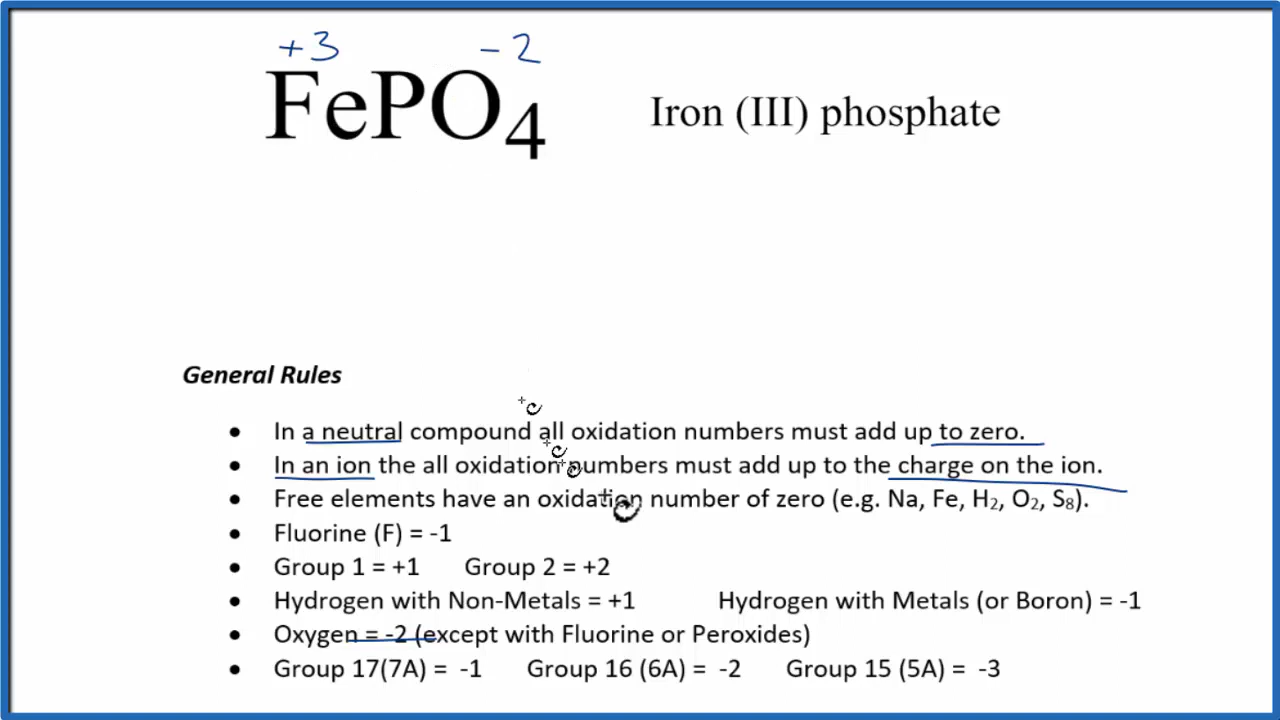 +3 -2
FePO₄ Iron (III) phosphate
General Rules
• In a neutral compound all oxidation numbers must add up to zero.
• In an ion the all oxidation numbers must add up to the charge on the ion.
• Free elements have an oxidation number of zero (e.g. Na, Fe, H₂, O₂, S₈).
• Fluorine (F) = -1
• Group 1 = +1 Group 2 = +2
• Hydrogen with Non-Metals = +1 Hydrogen with Metals (or Boron) = -1
• Oxygen = -2 (except with Fluorine or Peroxides)
• Group 17(7A) = -1 Group 16 (6A) = -2 Group 15 (5A) = -3